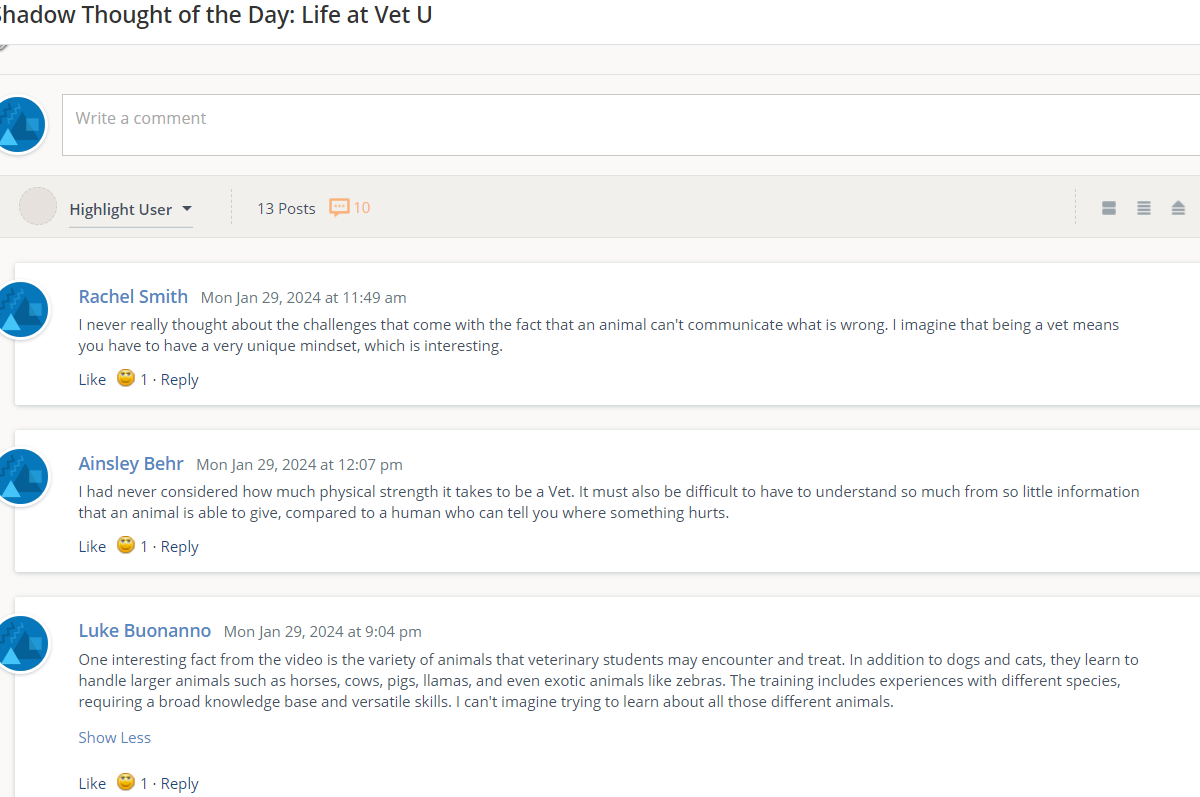 Shadow Thought of the Day: Life at Vet U
Write a comment
Highlight User
13 Posts
10
Rachel Smith Mon Jan 29, 2024 at 11:49 am
I never really thought about the challenges that come with the fact that an animal can't communicate what is wrong. I imagine that being a vet means
you have to have a very unique mindset, which is interesting.
Like 1 · Reply
Ainsley Behr Mon Jan 29, 2024 at 12:07 pm
I had never considered how much physical strength it takes to be a Vet. It must also be difficult to have to understand so much from so little information
that an animal is able to give, compared to a human who can tell you where something hurts.
Like 1 · Reply
Luke Buonanno Mon Jan 29, 2024 at 9:04 pm
One interesting fact from the video is the variety of animals that veterinary students may encounter and treat. In addition to dogs and cats, they learn to
handle larger animals such as horses, cows, pigs, llamas, and even exotic animals like zebras. The training includes experiences with different species,
requiring a broad knowledge base and versatile skills. I can't imagine trying to learn about all those different animals.
Show Less
Like 1 · Reply